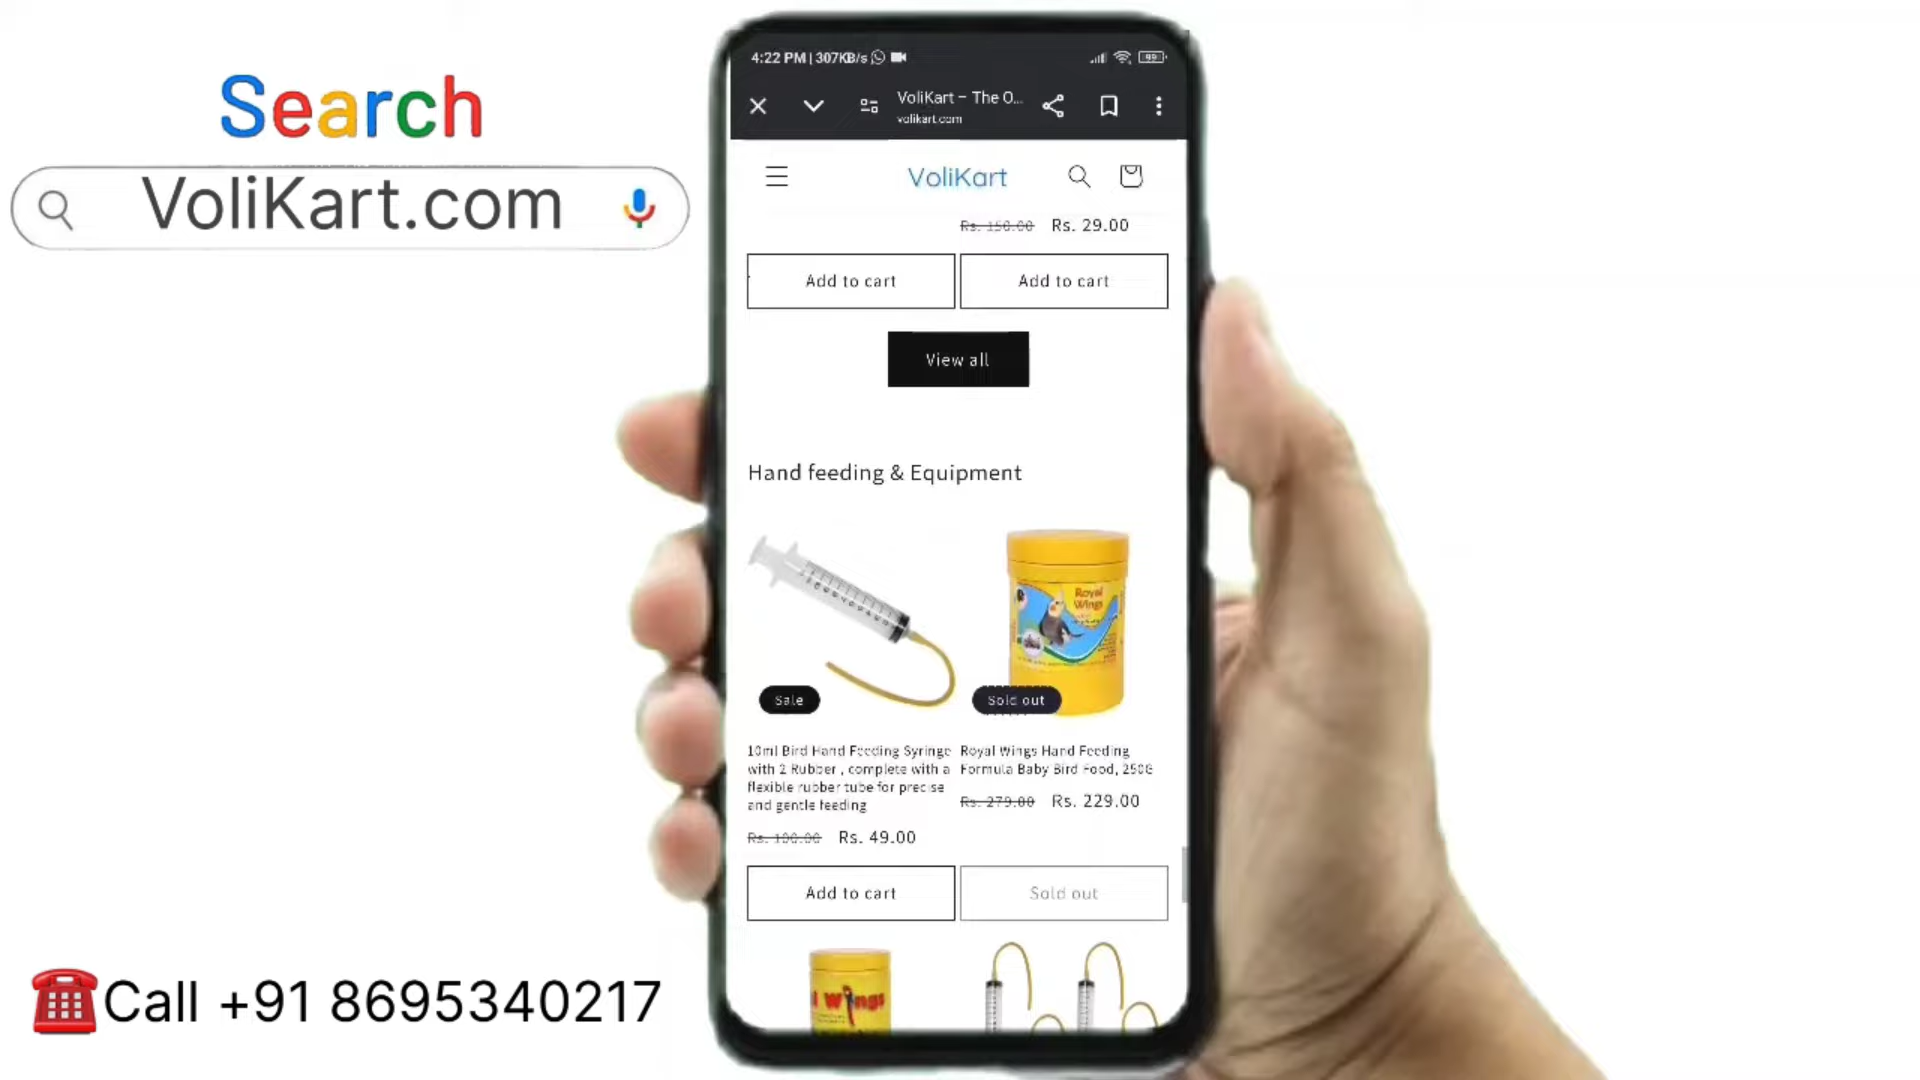 Search
VoliKart.com
Call +91 8695340217
4:22 PM | 307KB/s
99
VoliKart – The O...
volikart.com
VoliKart
Rs. 150.00 Rs. 29.00
Add to cart Add to cart
View all
Hand feeding & Equipment
Royal
Wings
Sale
Sold out
10ml Bird Hand Feeding Syringe
with 2 Rubber , complete with a
flexible rubber tube for precise
and gentle feeding
Rs. 100.00 Rs. 49.00
Add to cart
Royal Wings Hand Feeding
Formula Baby Bird Food, 250G
Rs. 279.00 Rs. 229.00
Sold out
Wings